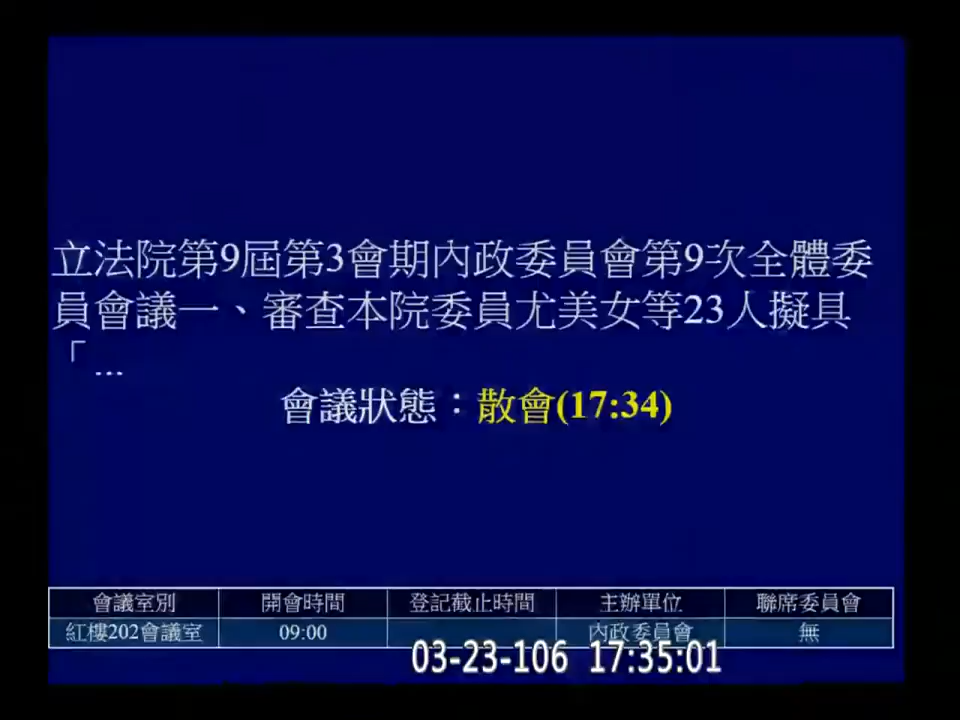 立法院第9屆第3會期內政委員會第9次全體委
員會議一、審查本院委員尤美女等23人擬具
「...
會議狀態：散會(17:34)
會議室別 開會時間 登記截止時間 主辦單位 聯席委員會
紅樓202會議室 09:00 內政委員會 無
03-23-106 17:35:01